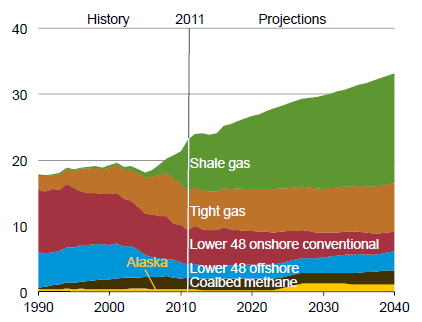 History 2011 Projections
40
30
20
10
0
Shale gas
Tight gas
Lower 48 onshore conventional
Alaska
Lower 48 offshore
Coalbed methane
1990 2000 2010 2020 2030 2040